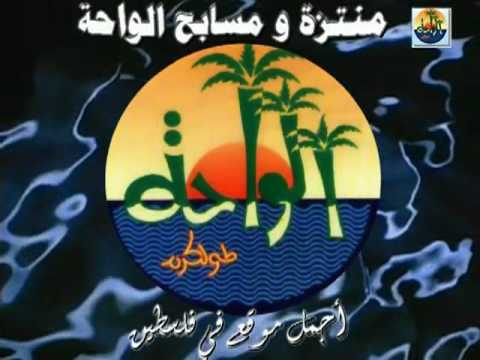 منتزة و مسابح الواحة
الواحة
طولكرم
أجمل موقع في فلسطين